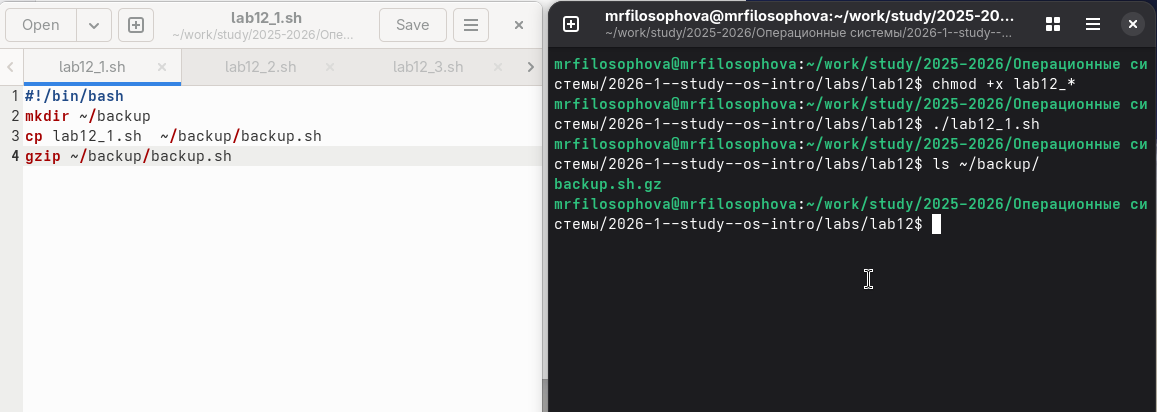 Open
lab12_1.sh
~/work/study/2025-2026/Опе...
Save
lab12_1.sh
lab12_2.sh
lab12_3.sh
1 #!/bin/bash
2 mkdir ~/backup
3 cp lab12_1.sh  ~/backup/backup.sh
4 gzip ~/backup/backup.sh
mrfilosophova@mrfilosophova:~/work/study/2025-20...
~/work/study/2025-2026/Операционные системы/2026-1--study--...
mrfilosophova@mrfilosophova:~/work/study/2025-2026/Операционные си
стемы/2026-1--study--os-intro/labs/lab12$ chmod +x lab12_*
mrfilosophova@mrfilosophova:~/work/study/2025-2026/Операционные си
стемы/2026-1--study--os-intro/labs/lab12$ ./lab12_1.sh
mrfilosophova@mrfilosophova:~/work/study/2025-2026/Операционные си
стемы/2026-1--study--os-intro/labs/lab12$ ls ~/backup/
backup.sh.gz
mrfilosophova@mrfilosophova:~/work/study/2025-2026/Операционные си
стемы/2026-1--study--os-intro/labs/lab12$